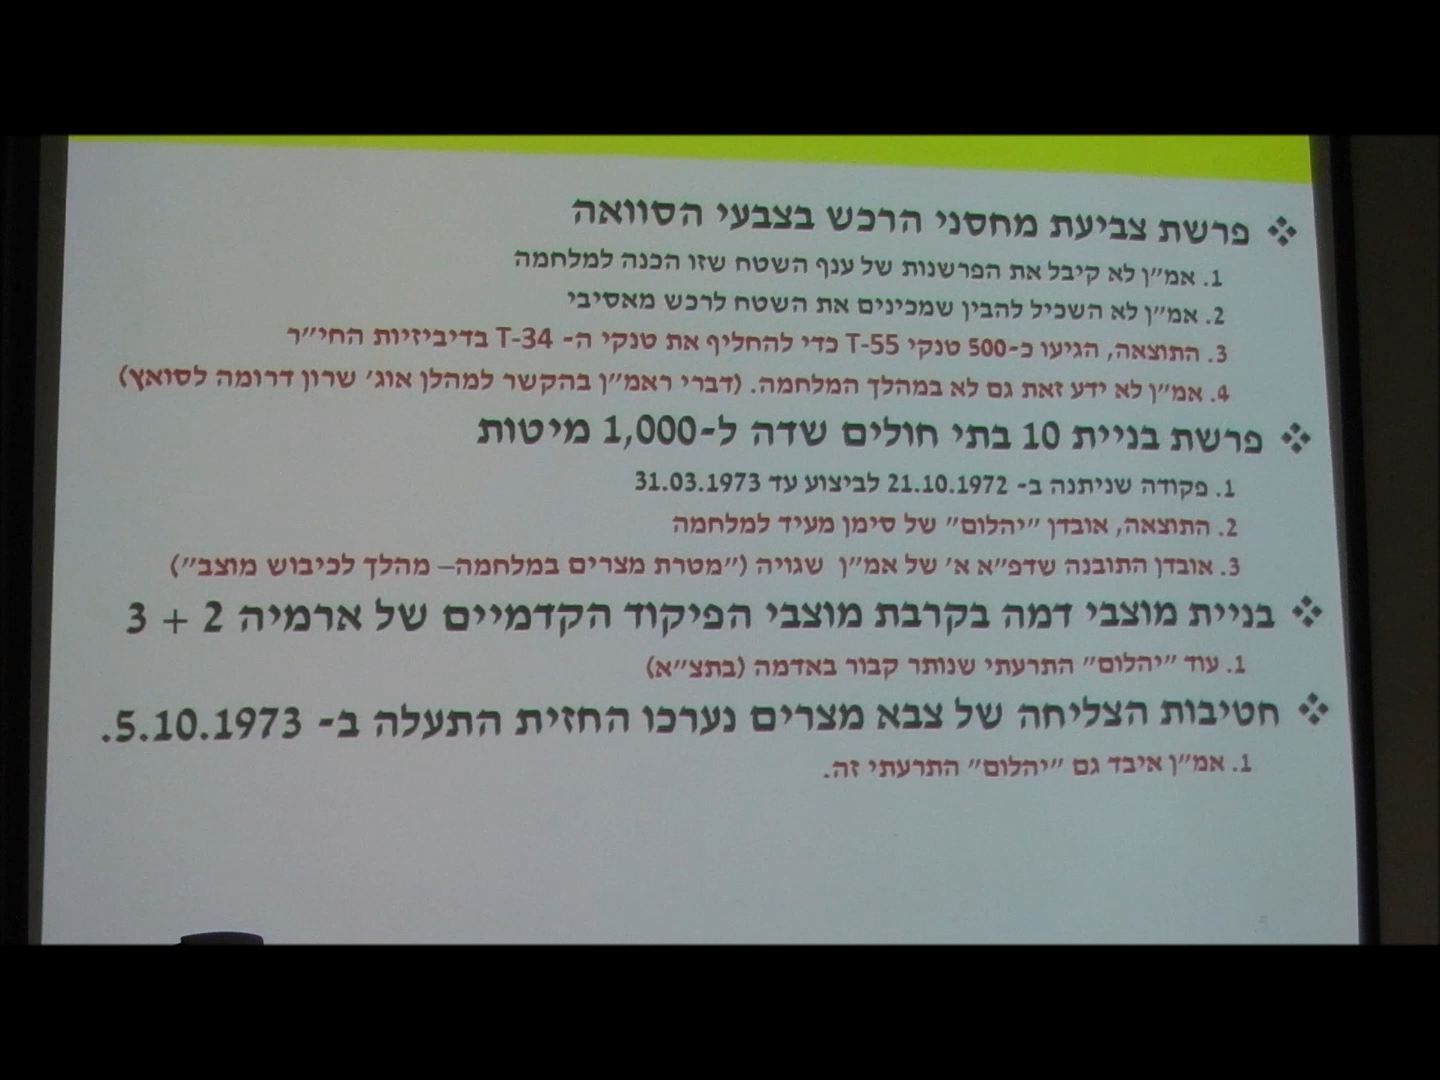 ❖ פרשת צביעת מחסני הרכש בצבעי הסוואה
1. אמ״ן לא קיבל את הפרשנות של ענף השטח שזו הכנה למלחמה
2. אמ״ן לא השכיל להבין שמכינים את השטח לרכש מאסיבי
3. התוצאה, הגיעו כ-500 טנקי T-55 כדי להחליף את טנקי ה- T-34 בדיביזיות החי״ר
4. אמ״ן לא ידע זאת גם לא במהלך המלחמה. (דברי ראמ״ן בהקשר למהלן אוג׳ שרון דרומה לסואץ)
❖ פרשת בניית 10 בתי חולים שדה ל-1,000 מיטות
1. פקודה שניתנה ב- 21.10.1972 לביצוע עד 31.03.1973
2. התוצאה, אובדן ״יהלום״ של סימן מעיד למלחמה
3. אובדן התובנה שדפ״א א׳ של אמ״ן שגויה (״מטרת מצרים במלחמה– מהלך לכיבוש מוצב״)
❖ בניית מוצבי דמה בקרבת מוצבי הפיקוד הקדמיים של ארמיה 2 + 3
1. עוד ״יהלום״ התרעתי שנותר קבור באדמה (בתצ״א)
❖ חטיבות הצליחה של צבא מצרים נערכו החזית התעלה ב- 5.10.1973.
1. אמ״ן איבד גם ״יהלום״ התרעתי זה.
5